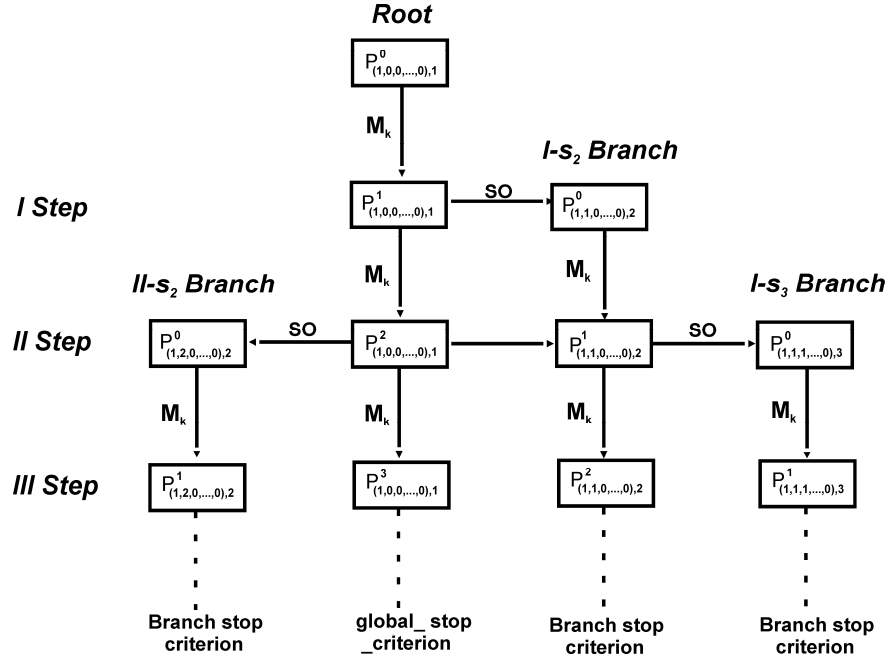 Root
P^0_(1,0,0,...,0),1
M_k
I-s_2 Branch
I Step
P^1_(1,0,0,...,0),1
SO
P^0_(1,1,0,...,0),2
M_k
M_k
II-s_2 Branch
I-s_3 Branch
II Step
P^0_(1,2,0,...,0),2
SO
P^2_(1,0,0,...,0),1
P^1_(1,1,0,...,0),2
SO
P^0_(1,1,1,...,0),3
M_k
M_k
M_k
M_k
III Step
P^1_(1,2,0,...,0),2
P^3_(1,0,0,...,0),1
P^2_(1,1,0,...,0),2
P^1_(1,1,1,...,0),3
Branch stop
criterion
global_ stop
_criterion
Branch stop
criterion
Branch stop
criterion